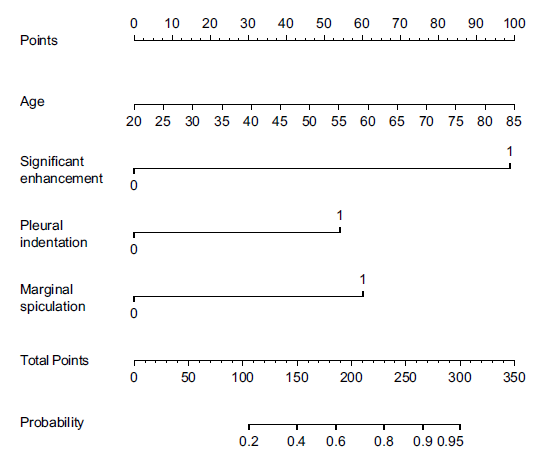 0 10 20 30 40 50 60 70 80 90 100
Points
Age
20 25 30 35 40 45 50 55 60 65 70 75 80 85
Significant
enhancement
1
0
Pleural
indentation
1
0
Marginal
spiculation
1
0
Total Points
0 50 100 150 200 250 300 350
Probability
0.2 0.4 0.6 0.8 0.9 0.95